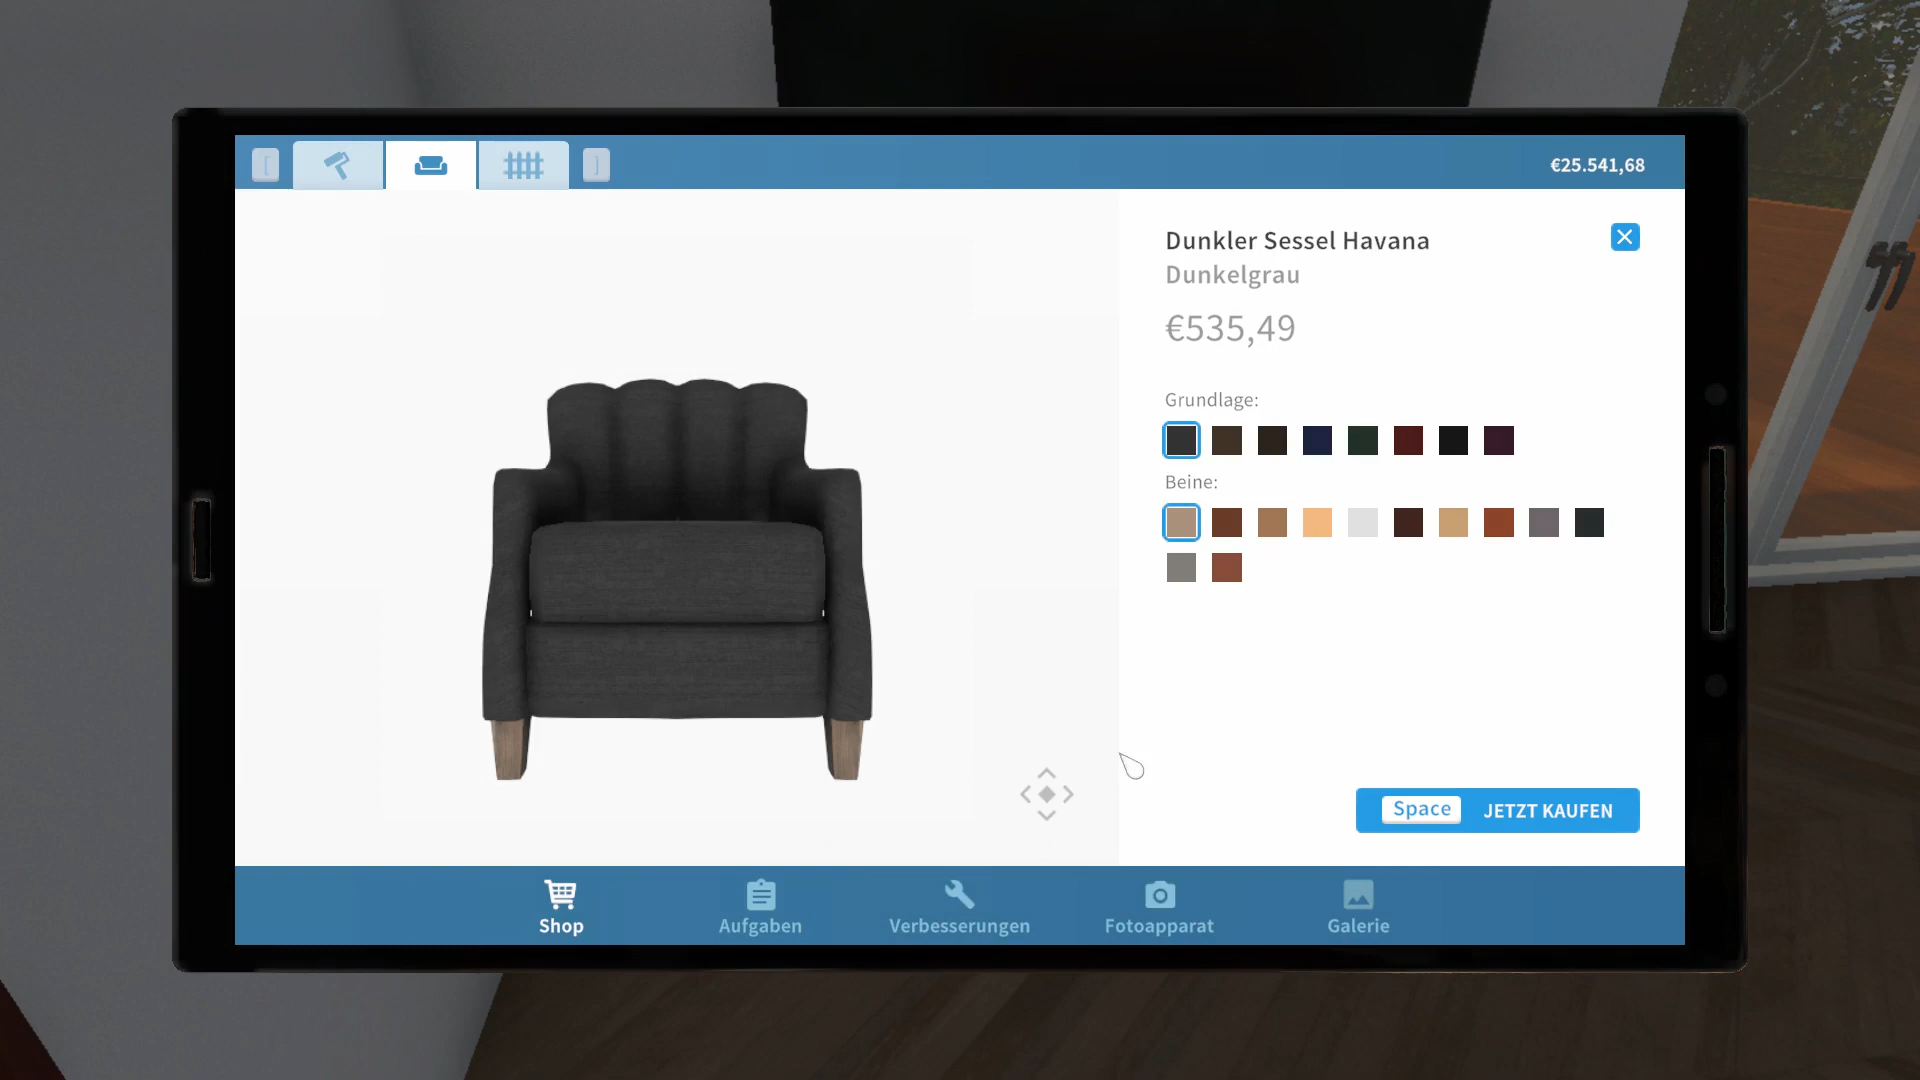 [
]
€25.541,68
Dunkler Sessel Havana
Dunkelgrau
€535,49
Grundlage:
Beine:
Space JETZT KAUFEN
Shop
Aufgaben
Verbesserungen
Fotoapparat
Galerie